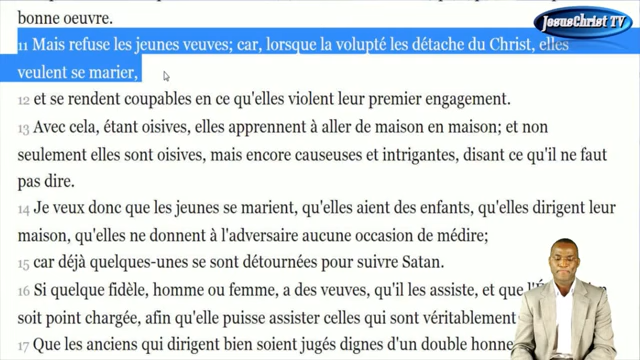 bonne oeuvre.
JesusChrist TV
11 Mais refuse les jeunes veuves; car, lorsque la volupté les détache du Christ, elles
veulent se marier,
12 et se rendent coupables en ce qu'elles violent leur premier engagement.
13 Avec cela, étant oisives, elles apprennent à aller de maison en maison; et non
seulement elles sont oisives, mais encore causeuses et intrigantes, disant ce qu'il ne faut
pas dire.
14 Je veux donc que les jeunes se marient, qu'elles aient des enfants, qu'elles dirigent leur
maison, qu'elles ne donnent à l'adversaire aucune occasion de médire;
15 car déjà quelques-unes se sont détournées pour suivre Satan.
16 Si quelque fidèle, homme ou femme, a des veuves, qu'il les assiste, et que
soit point chargée, afin qu'elle puisse assister celles qui sont véritablement
17 Que les anciens qui dirigent bien soient jugés dignes d'un double